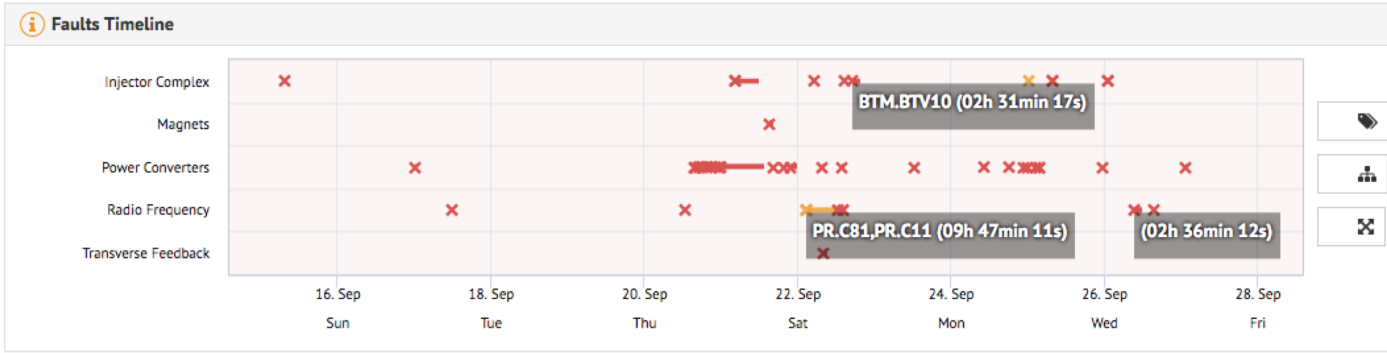 Faults Timeline
Injector Complex
BTM.BTV10 (02h 31min 17s)
Magnets
Power Converters
Radio Frequency
PR.C81,PR.C11 (09h 47min 11s)
(02h 36min 12s)
Transverse Feedback
16. Sep 18. Sep 20. Sep 22. Sep 24. Sep 26. Sep 28. Sep
Sun Tue Thu Sat Mon Wed Fri